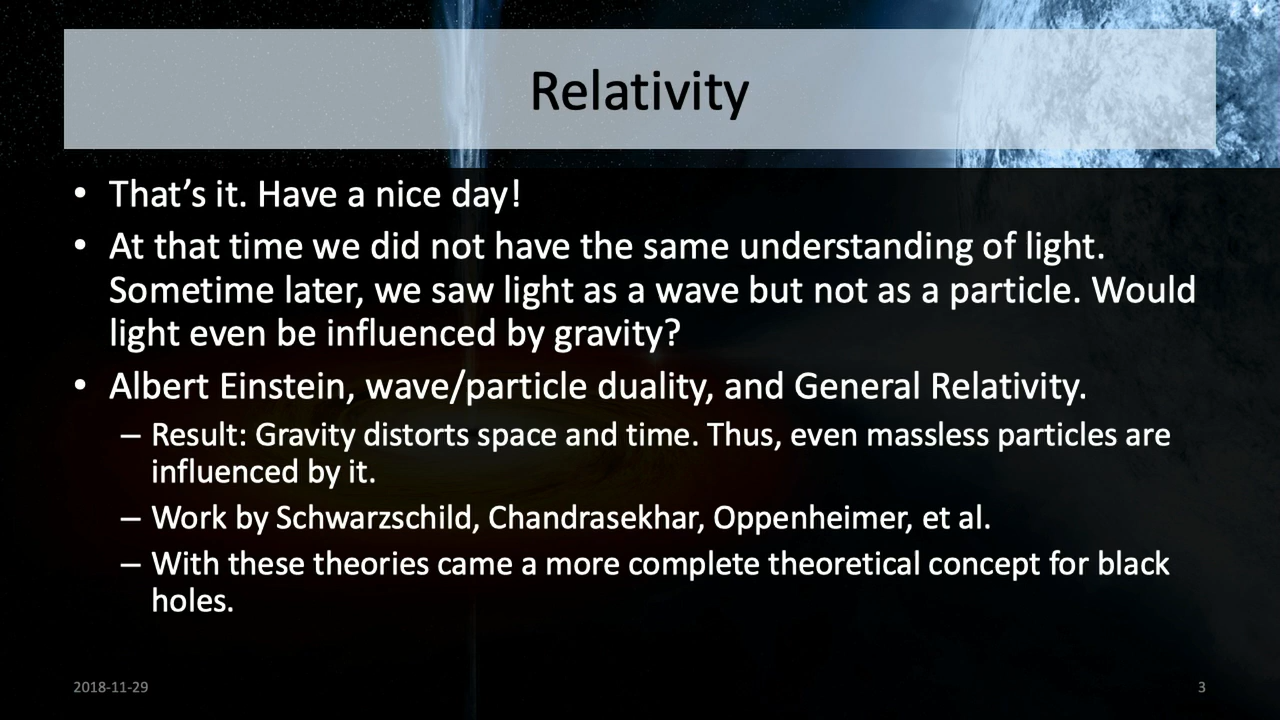 Relativity
• That’s it. Have a nice day!
• At that time we did not have the same understanding of light.
Sometime later, we saw light as a wave but not as a particle. Would
light even be influenced by gravity?
• Albert Einstein, wave/particle duality, and General Relativity.
– Result: Gravity distorts space and time. Thus, even massless particles are
influenced by it.
– Work by Schwarzschild, Chandrasekhar, Oppenheimer, et al.
– With these theories came a more complete theoretical concept for black
holes.
2018-11-29
3